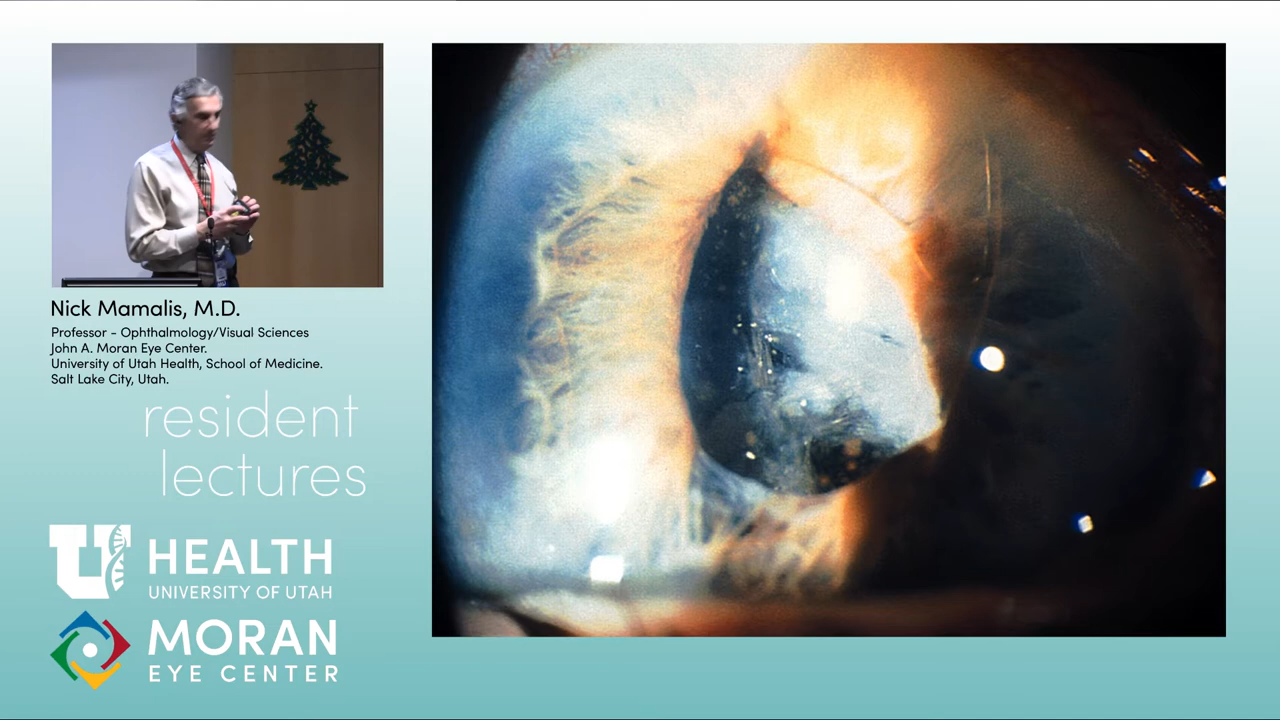 Nick Mamalis, M.D.
Professor - Ophthalmology/Visual Sciences
John A. Moran Eye Center.
University of Utah Health, School of Medicine.
Salt Lake City, Utah.
resident
lectures
U HEALTH
UNIVERSITY OF UTAH
MORAN
EYE CENTER